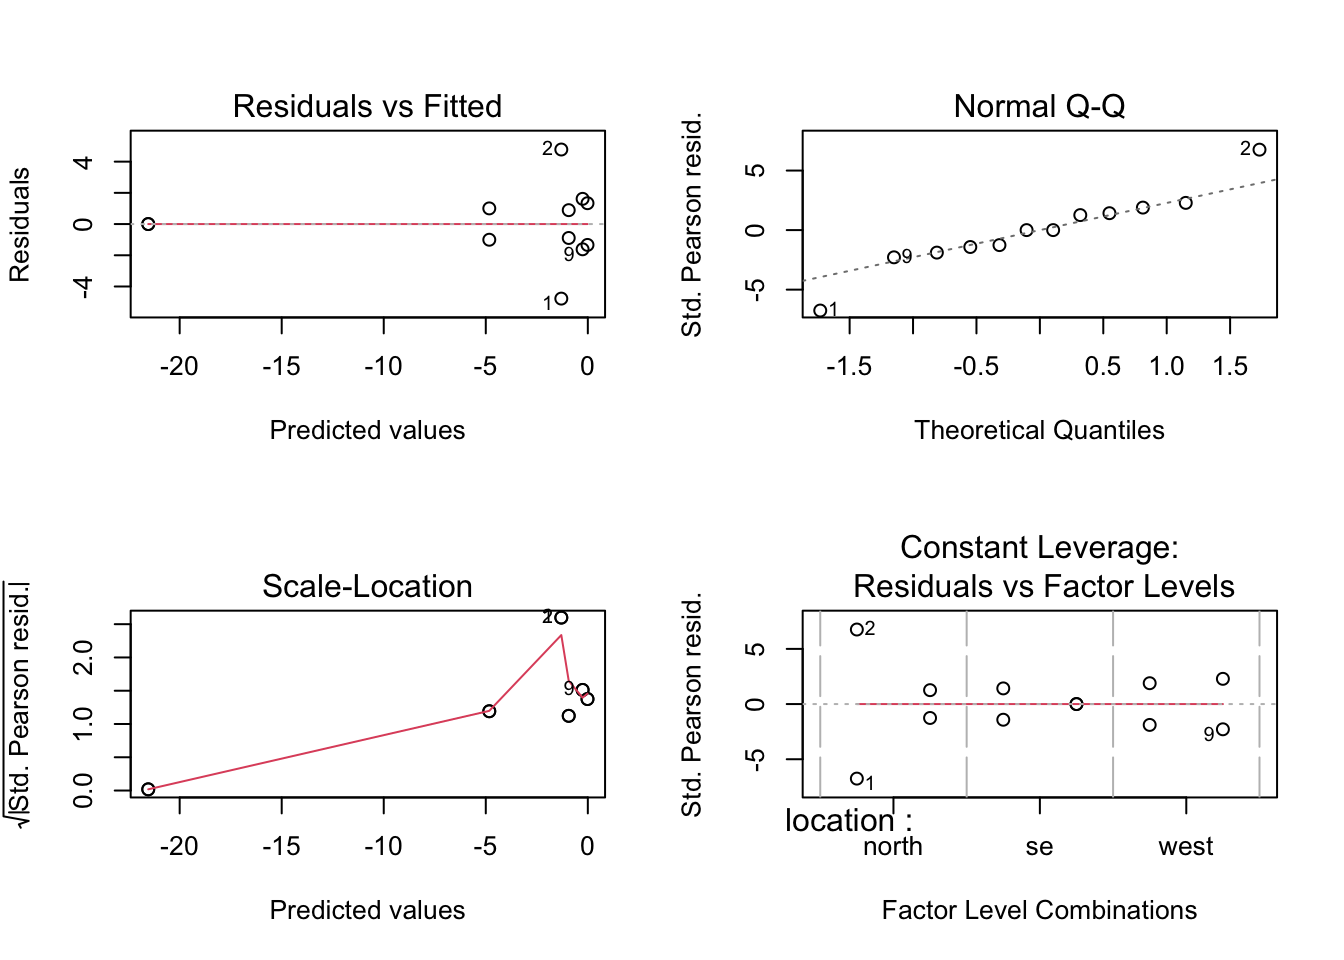 Residuals vs Fitted
Residuals
4
0
-4
2
9
1
-20 -15 -10 -5 0
Predicted values
Normal Q-Q
Std. Pearson resid.
5
0
-5
2
9
1
-1.5 -0.5 0.5 1.0 1.5
Theoretical Quantiles
Scale-Location
√|Std. Pearson resid.|
2.0
1.0
0.0
2
1
9
-20 -15 -10 -5 0
Predicted values
Constant Leverage:
Residuals vs Factor Levels
Std. Pearson resid.
5
0
-5
2
9
1
location :
north se west
Factor Level Combinations